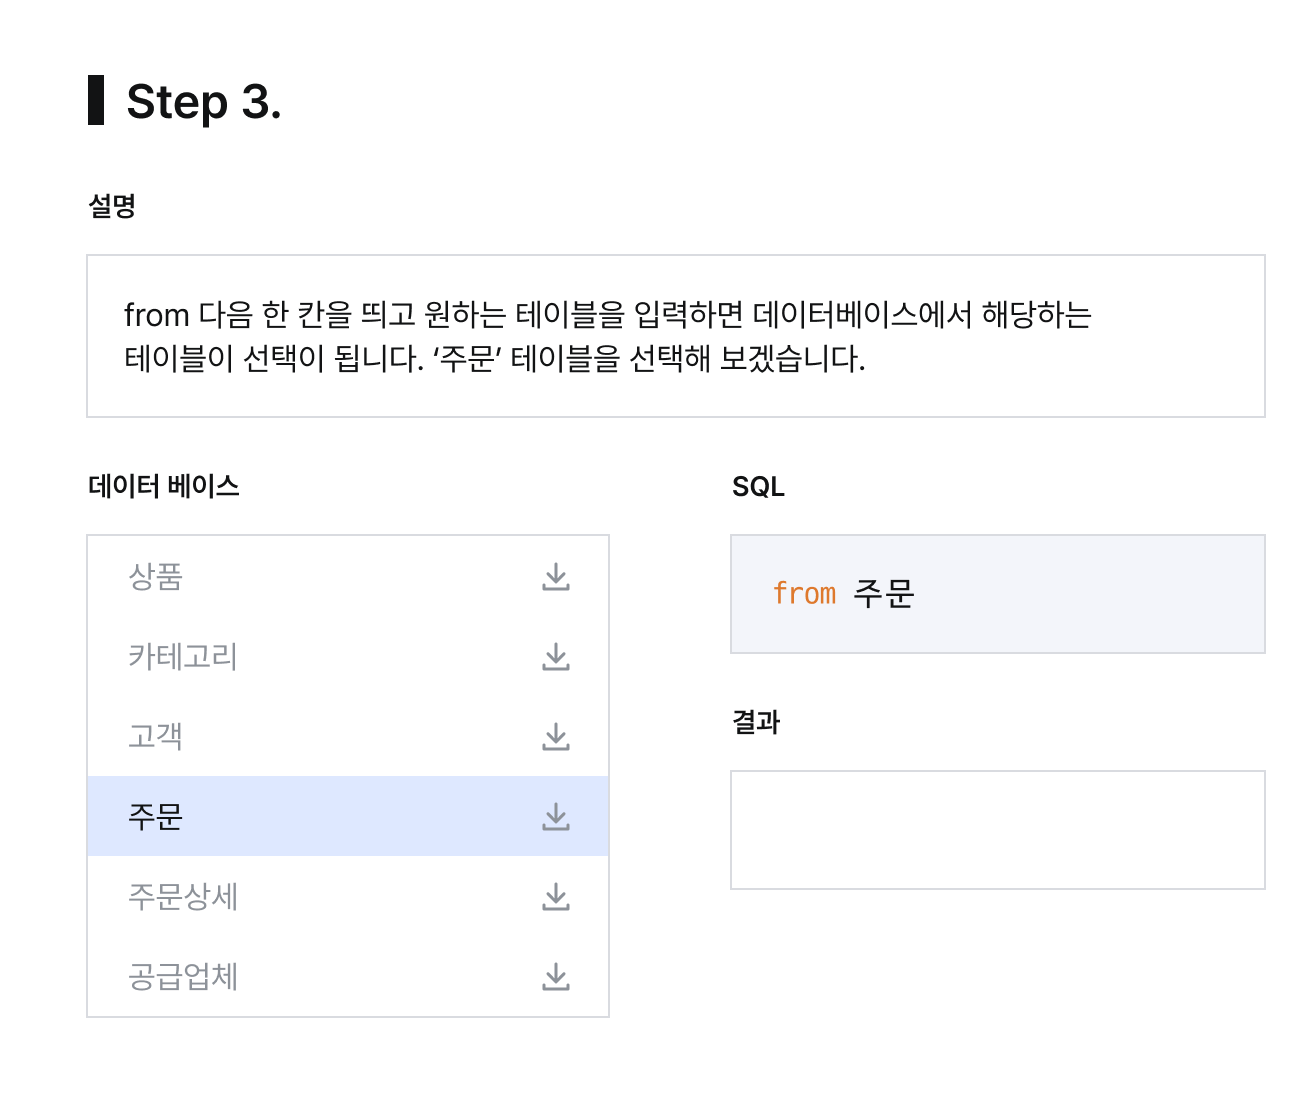 Step 3.
설명
from 다음 한 칸을 띄고 원하는 테이블을 입력하면 데이터베이스에서 해당하는
테이블이 선택이 됩니다. ‘주문’ 테이블을 선택해 보겠습니다.
데이터 베이스
상품
카테고리
고객
주문
주문상세
공급업체
SQL
from 주문
결과